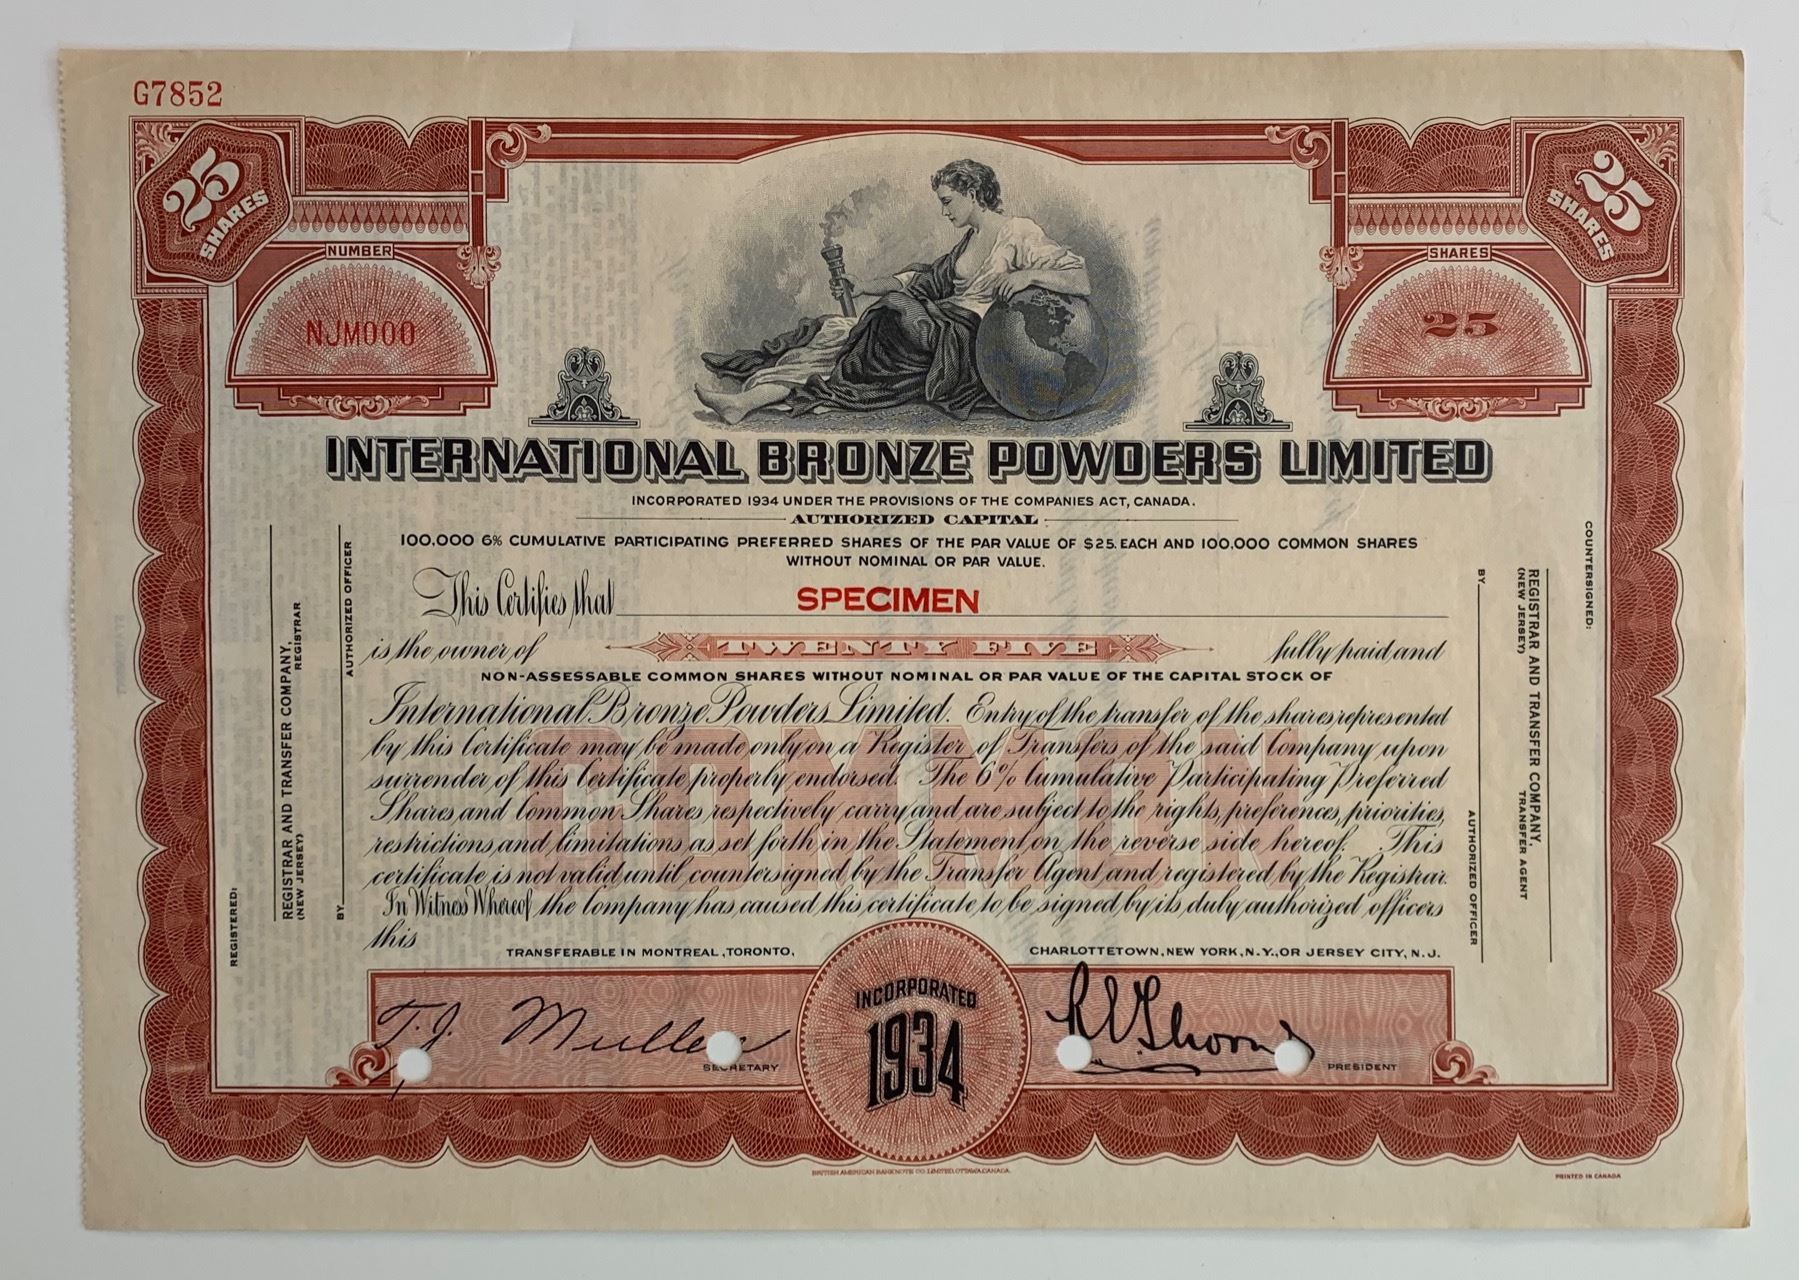 G7852
25
SHARES
25
SHARES
NUMBER
NJM000
SHARES
25
INTERNATIONAL BRONZE POWDERS LIMITED
INCORPORATED 1934 UNDER THE PROVISIONS OF THE COMPANIES ACT, CANADA.
AUTHORIZED CAPITAL
100,000 6% CUMULATIVE PARTICIPATING PREFERRED SHARES OF THE PAR VALUE OF $25. EACH AND 100,000 COMMON SHARES
WITHOUT NOMINAL OR PAR VALUE.
This Certifies that SPECIMEN
is the owner of TWENTY FIVE fully paid and
NON-ASSESSABLE COMMON SHARES WITHOUT NOMINAL OR PAR VALUE OF THE CAPITAL STOCK OF
International Bronze Powders Limited. Entry of the transfer of the shares represented
by this Certificate may be made only on a Register of Transfers of the said Company upon
surrender of this Certificate properly endorsed. The 6% Cumulative Participating Preferred
Shares and Common Shares respectively carry and are subject to the rights, preferences, priorities,
restrictions and limitations as set forth in the Statement on the reverse side hereof. This
certificate is not valid until countersigned by the Transfer Agent and registered by the Registrar.
In Witness Whereof the Company has caused this certificate to be signed by its duly authorized officers
this
COMMON
TRANSFERABLE IN MONTREAL, TORONTO, CHARLOTTETOWN, NEW YORK, N.Y., OR JERSEY CITY, N.J.
T. J. Muller
SECRETARY
INCORPORATED
1934
PRESIDENT
REGISTERED:
REGISTRAR AND TRANSFER COMPANY,
(NEW JERSEY) REGISTRAR
BY AUTHORIZED OFFICER
COUNTERSIGNED:
REGISTRAR AND TRANSFER COMPANY,
(NEW JERSEY) TRANSFER AGENT
BY AUTHORIZED OFFICER
BRITISH AMERICAN BANK NOTE CO. LIMITED, OTTAWA, CANADA.
PRINTED IN CANADA